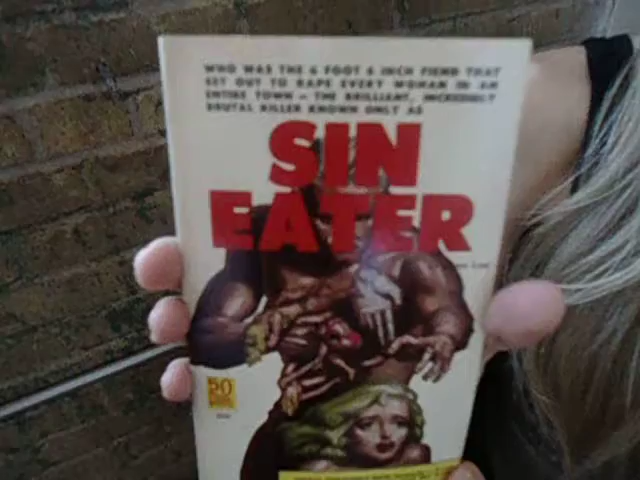 WHO WAS THE 6 FOOT 6 INCH FIEND THAT
SET OUT TO RAPE EVERY WOMAN IN AN
ENTIRE TOWN — THE BRILLIANT, INCREDIBLY
BRUTAL KILLER KNOWN ONLY AS
SIN
EATER
50